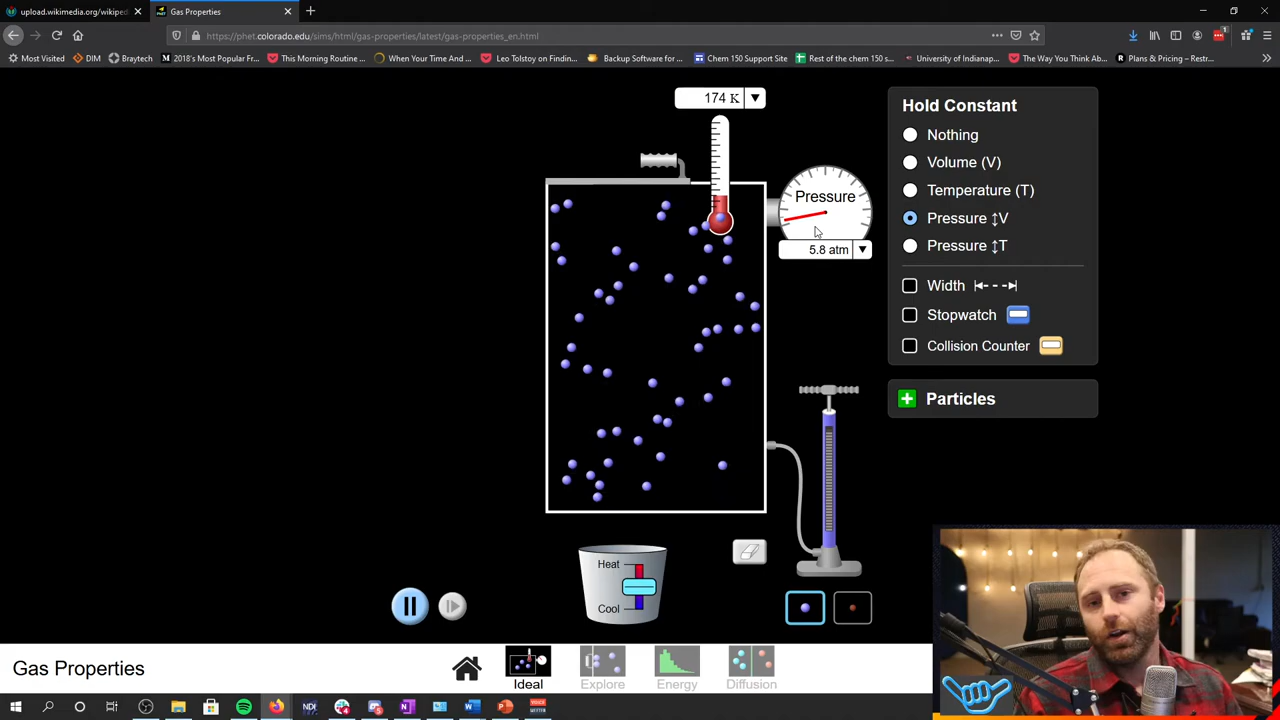 upload.wikimedia.org/wikiped
Gas Properties
https://phet.colorado.edu/sims/html/gas-properties/latest/gas-properties_en.html
Most Visited
DIM
Braytech
2018's Most Popular Fr...
This Morning Routine ...
When Your Time And ...
Leo Tolstoy on Findin...
Backup Software for ...
Chem 150 Support Site
Rest of the chem 150 s...
University of Indianap...
The Way You Think Ab...
Plans & Pricing – Restr...
174 K
Pressure
5.8 atm
Hold Constant
Nothing
Volume (V)
Temperature (T)
Pressure ↕V
Pressure ↕T
Width
Stopwatch
Collision Counter
Particles
Heat
Cool
Gas Properties
Ideal
Explore
Energy
Diffusion